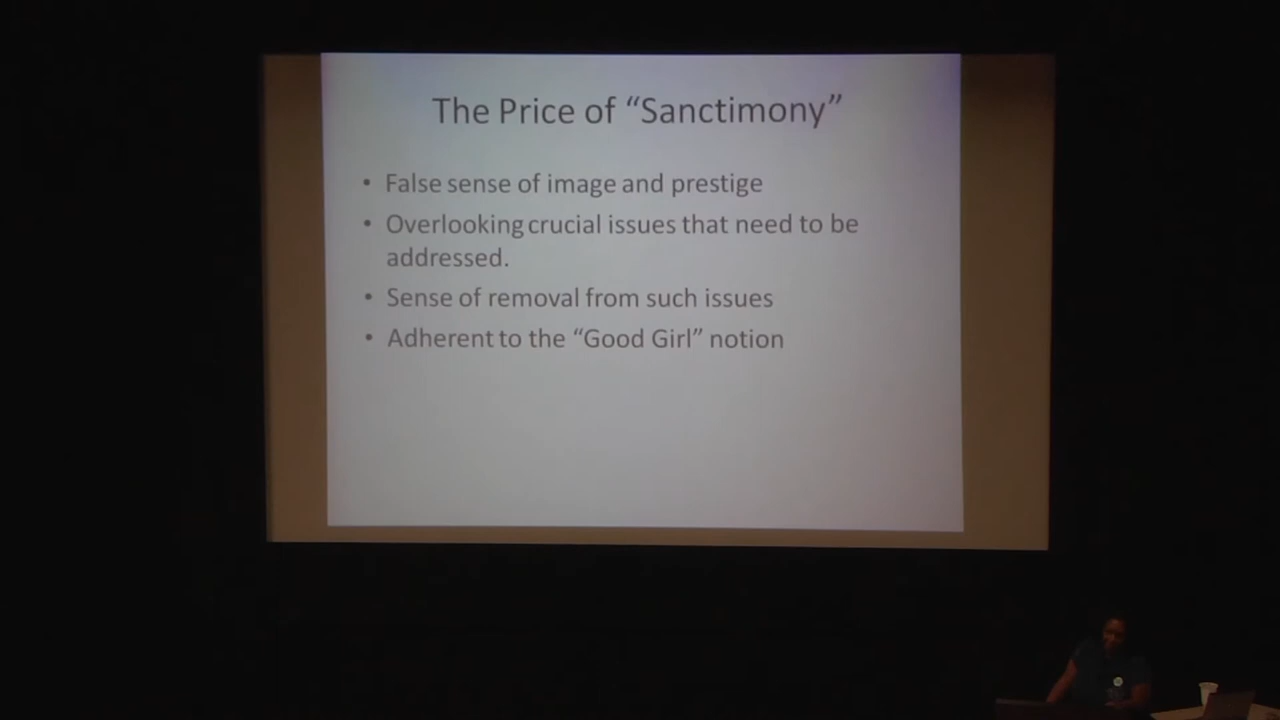 The Price of “Sanctimony”
• False sense of image and prestige
• Overlooking crucial issues that need to be
addressed.
• Sense of removal from such issues
• Adherent to the “Good Girl” notion